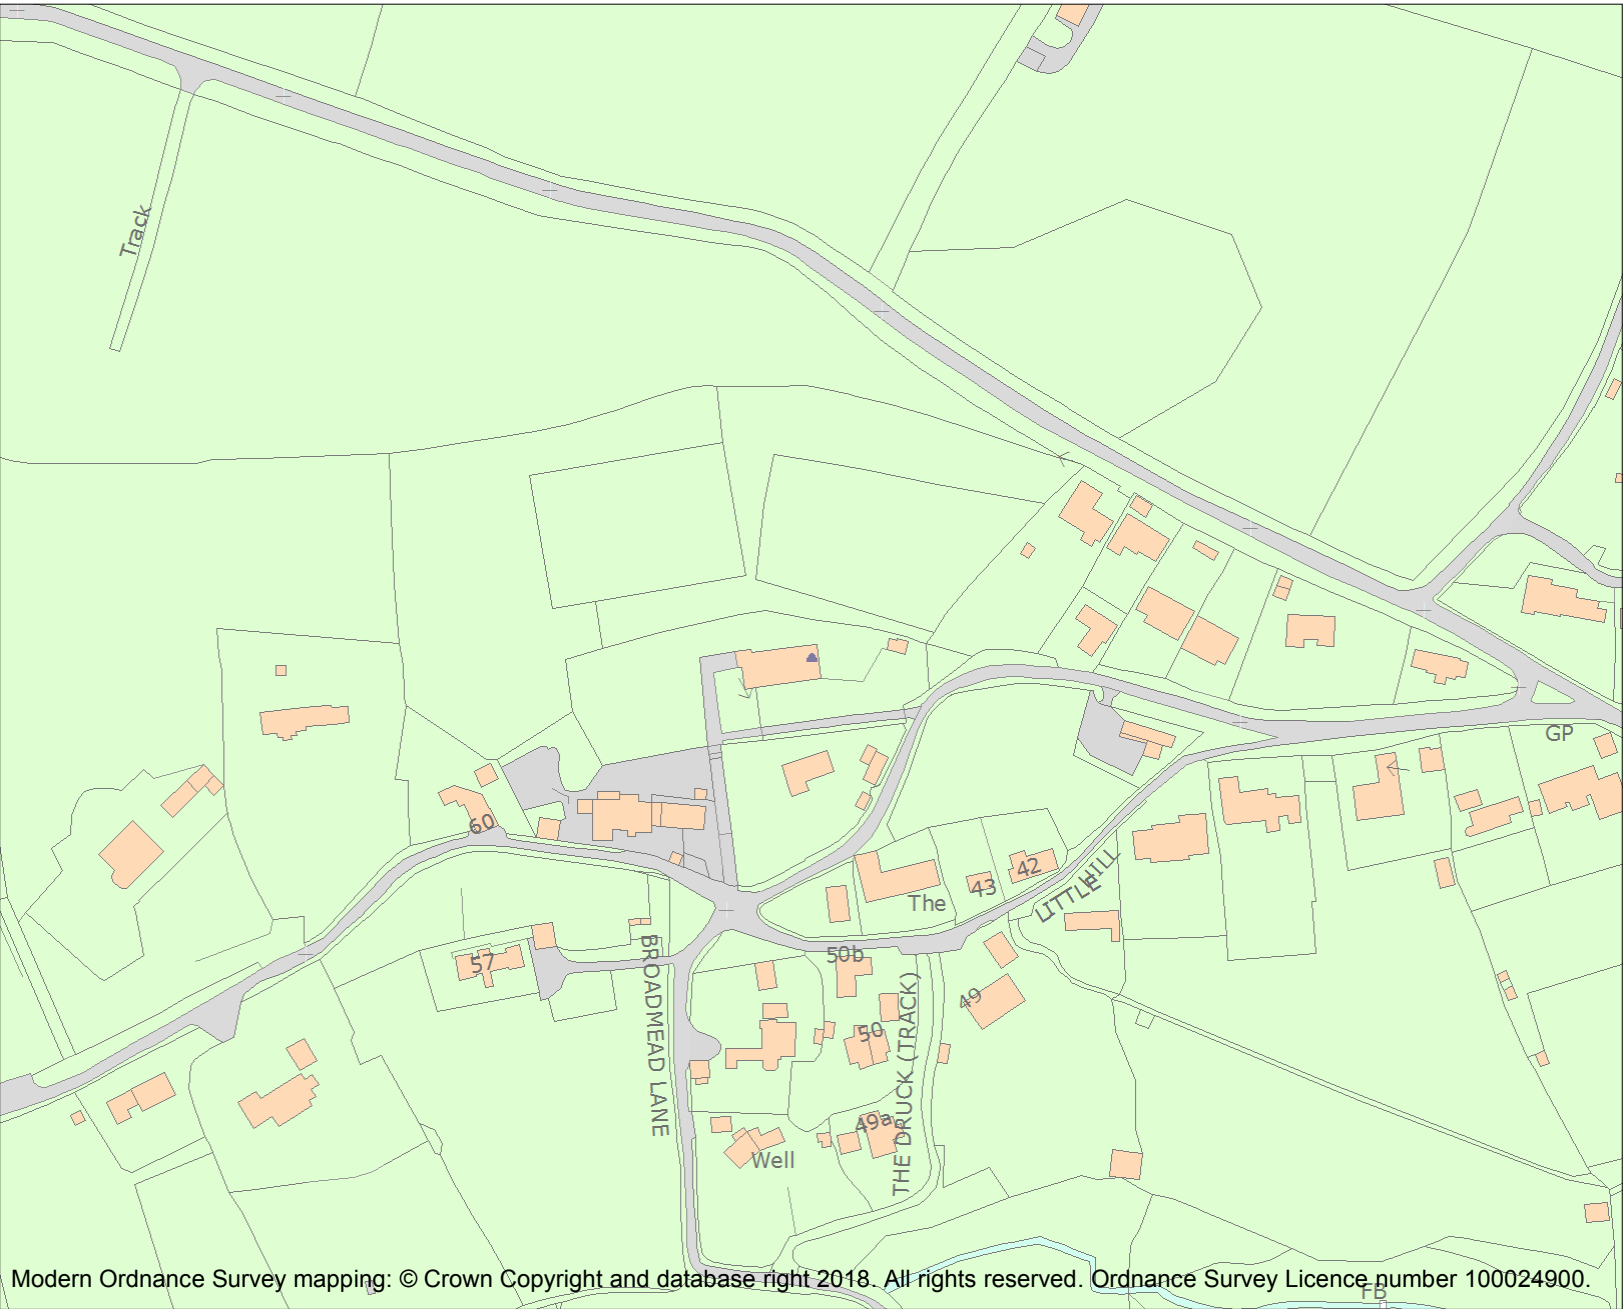 Track
GP
60
42
43
The
LITTLE HILL
50b
57
BROADMEAD LANE
49
50
THE DRUCK (TRACK)
49a
Well
Modern Ordnance Survey mapping: © Crown Copyright and database right 2018. All rights reserved. Ordnance Survey Licence number 100024900.
FB